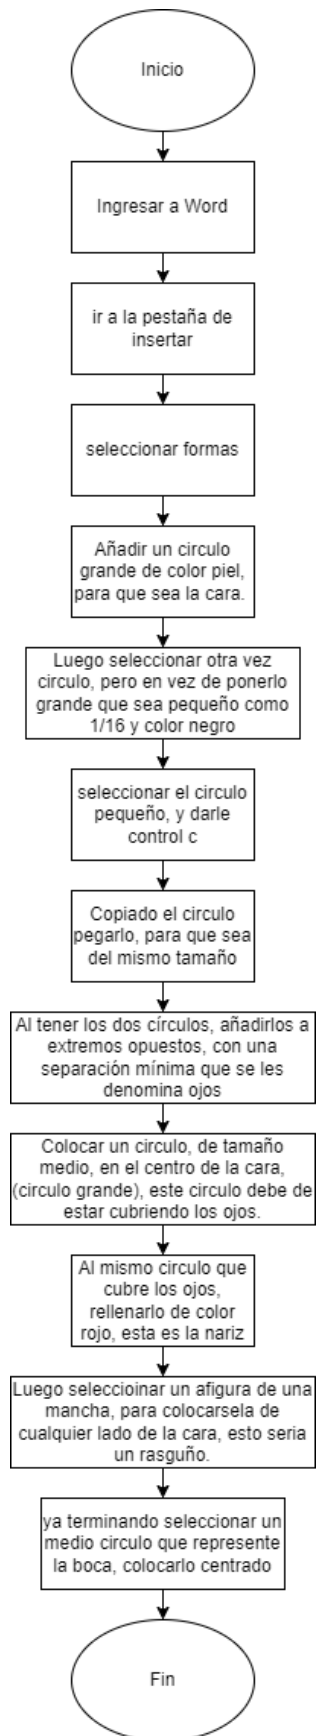 Inicio
Ingresar a Word
ir a la pestaña de
insertar
seleccionar formas
Añadir un circulo
grande de color piel,
para que sea la cara.
Luego seleccionar otra vez
circulo, pero en vez de ponerlo
grande que sea pequeño como
1/16 y color negro
seleccionar el circulo
pequeño, y darle
control c
Copiado el circulo
pegarlo, para que sea
del mismo tamaño
Al tener los dos círculos, añadirlos a
extremos opuestos, con una
separación mínima que se les
denomina ojos
Colocar un circulo, de tamaño
medio, en el centro de la cara,
(circulo grande), este circulo debe de
estar cubriendo los ojos.
Al mismo circulo que
cubre los ojos,
rellenarlo de color
rojo, esta es la nariz
Luego seleccioinar un afigura de una
mancha, para colocarsela de
cualquier lado de la cara, esto seria
un rasguño.
ya terminando seleccionar un
medio circulo que represente
la boca, colocarlo centrado
Fin